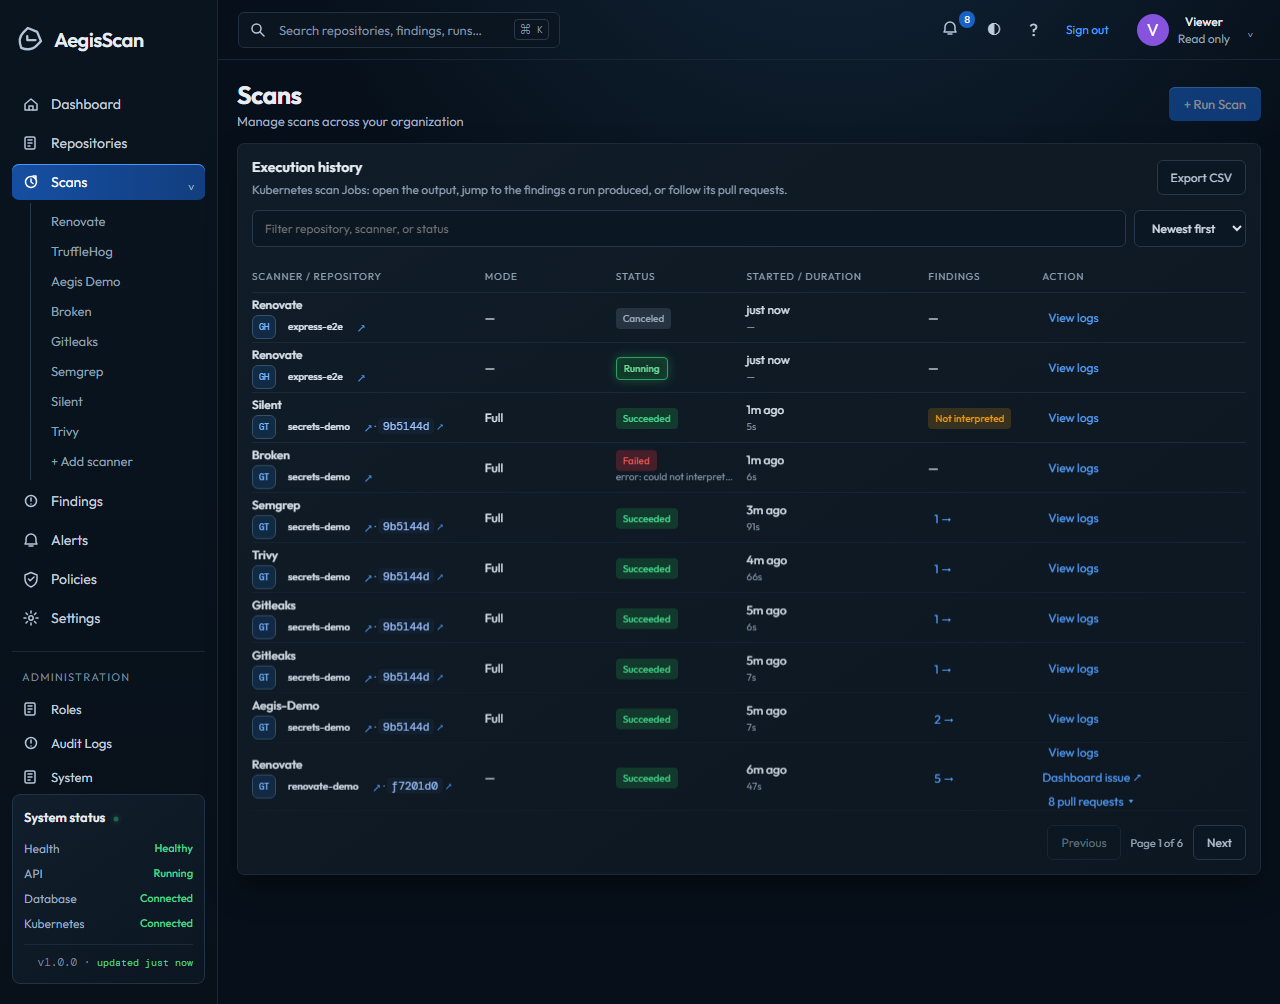 AegisScan
Search repositories, findings, runs...
⌘ K
8
?
Sign out
V
Viewer
Read only
Dashboard
Repositories
Scans
Renovate
TruffleHog
Aegis Demo
Broken
Gitleaks
Semgrep
Silent
Trivy
+ Add scanner
Findings
Alerts
Policies
Settings
ADMINISTRATION
Roles
Audit Logs
System
System status
Health Healthy
API Running
Database Connected
Kubernetes Connected
v1.0.0 · updated just now
Scans
Manage scans across your organization
+ Run Scan
Execution history
Kubernetes scan Jobs: open the output, jump to the findings a run produced, or follow its pull requests.
Export CSV
Filter repository, scanner, or status
Newest first
SCANNER / REPOSITORY MODE STATUS STARTED / DURATION FINDINGS ACTION
Renovate
GH express-e2e ↗ — Canceled just now — — View logs
Renovate
GH express-e2e ↗ — Running just now — — View logs
Silent
GT secrets-demo ↗ · 9b5144d ↗ Full Succeeded 1m ago 5s Not interpreted View logs
Broken
GT secrets-demo ↗ Full Failed error: could not interpret... 1m ago 6s — View logs
Semgrep
GT secrets-demo ↗ · 9b5144d ↗ Full Succeeded 3m ago 91s 1 → View logs
Trivy
GT secrets-demo ↗ · 9b5144d ↗ Full Succeeded 4m ago 66s 1 → View logs
Gitleaks
GT secrets-demo ↗ · 9b5144d ↗ Full Succeeded 5m ago 6s 1 → View logs
Gitleaks
GT secrets-demo ↗ · 9b5144d ↗ Full Succeeded 5m ago 7s 1 → View logs
Aegis-Demo
GT secrets-demo ↗ · 9b5144d ↗ Full Succeeded 5m ago 7s 2 → View logs
Renovate
GT renovate-demo ↗ · f7201d0 ↗ — Succeeded 6m ago 47s 5 → View logs
Dashboard issue ↗
8 pull requests ▾
Previous Page 1 of 6 Next